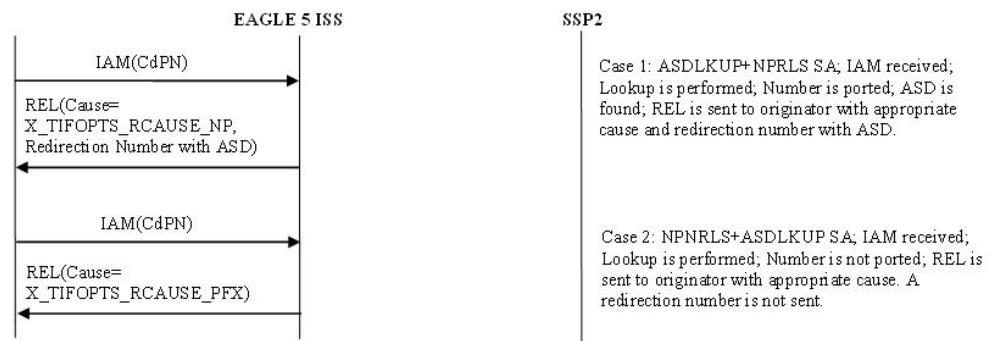 EAGLE 5 ISS
SSP2
IAM(CdPN)
REL(Cause=
X_TIFOPTS_RCAUSE_NP,
Redirection Number with ASD)
Case 1: ASDLKUP+NPRLS SA; IAM received;
Lookup is performed; Number is ported; ASD is
found; REL is sent to originator with appropriate
cause and redirection number with ASD.
IAM(CdPN)
REL(Cause=
X_TIFOPTS_RCAUSE_PFX)
Case 2: NPNRLS+ASDLKUP SA; IAM received;
Lookup is performed; Number is not ported; REL is
sent to originator with appropriate cause. A
redirection number is not sent.